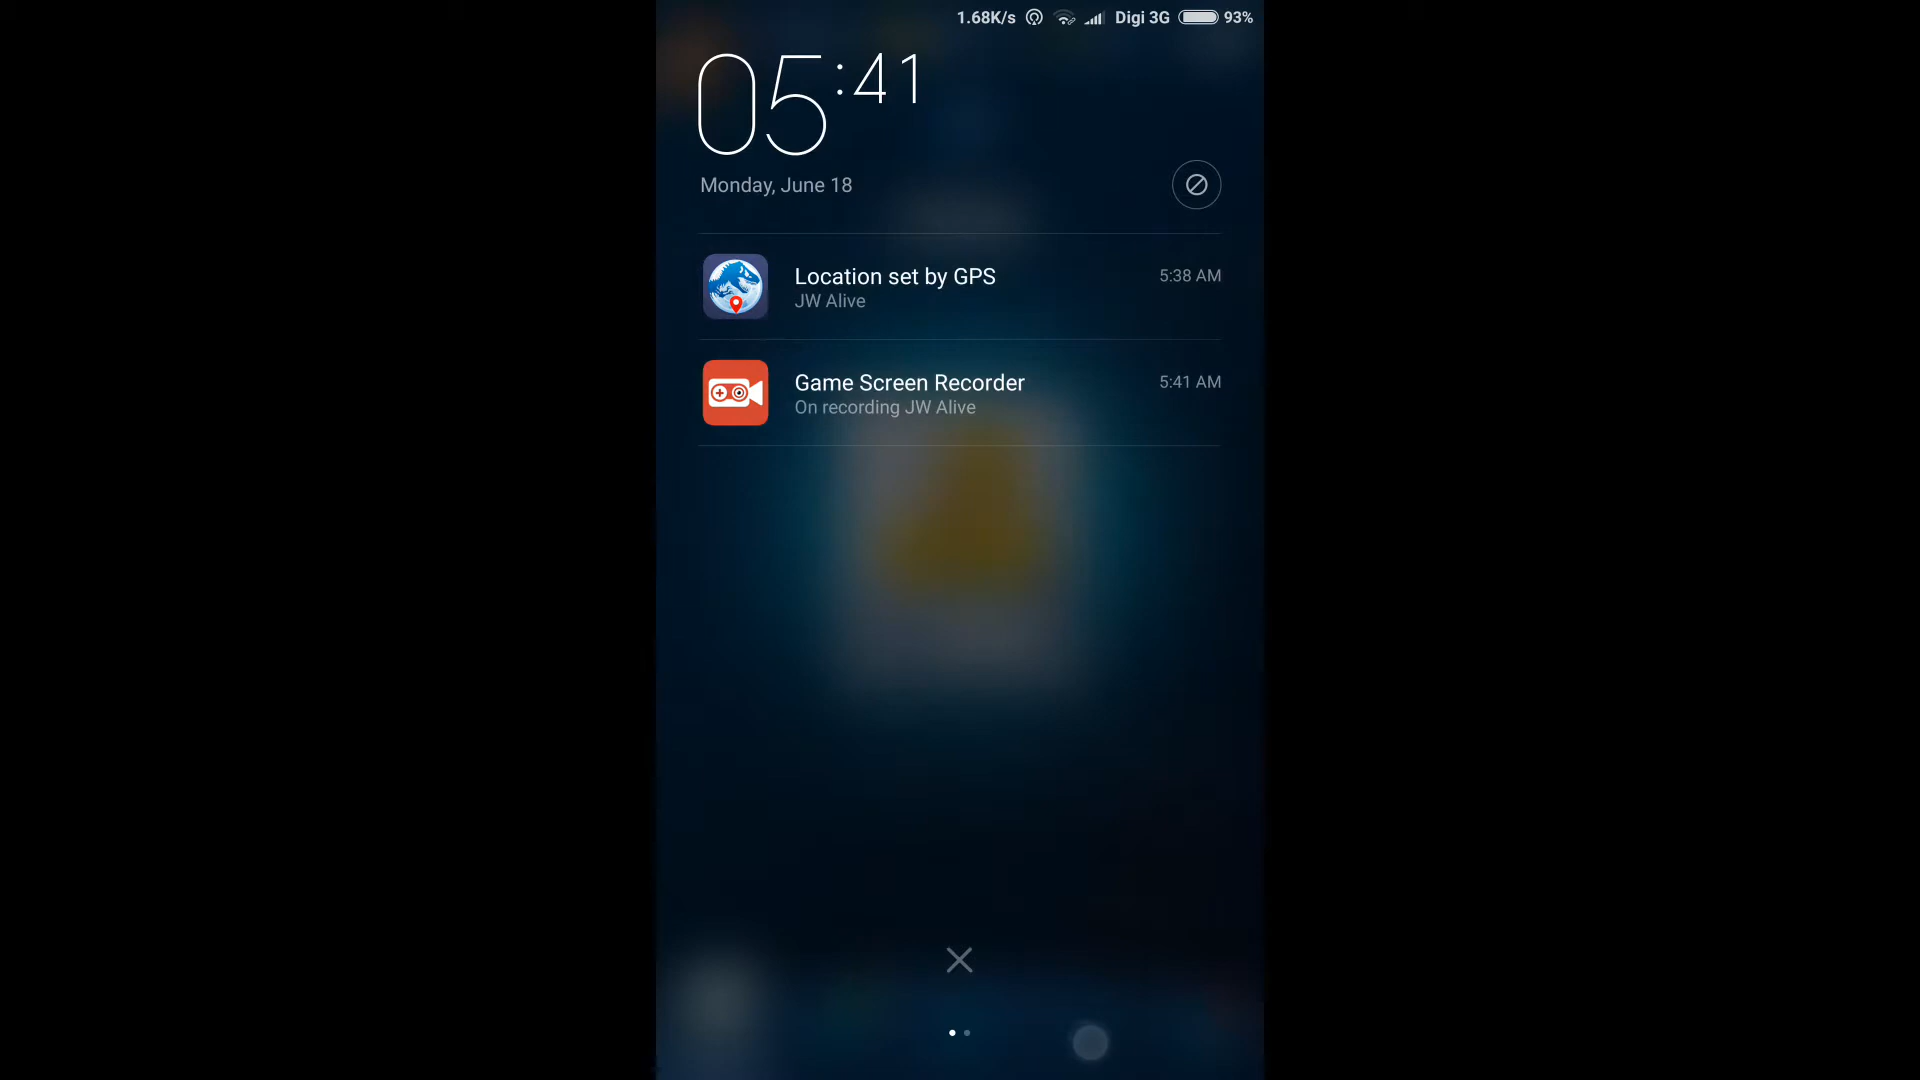 1.68K/s Digi 3G 93%
05:41
Monday, June 18
Location set by GPS 5:38 AM
JW Alive
Game Screen Recorder 5:41 AM
On recording JW Alive